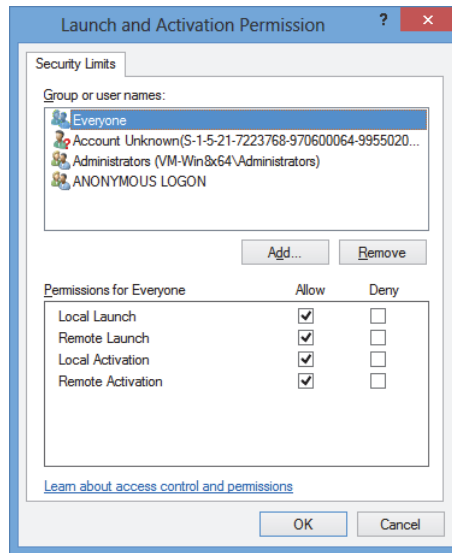 Launch and Activation Permission
?
×
Security Limits
Group or user names:
Everyone
Account Unknown(S-1-5-21-7223768-970600064-9955020...
Administrators (VM-Win8x64\Administrators)
ANONYMOUS LOGON
Add... Remove
Permissions for Everyone Allow Deny
Local Launch
Remote Launch
Local Activation
Remote Activation
Learn about access control and permissions
OK Cancel